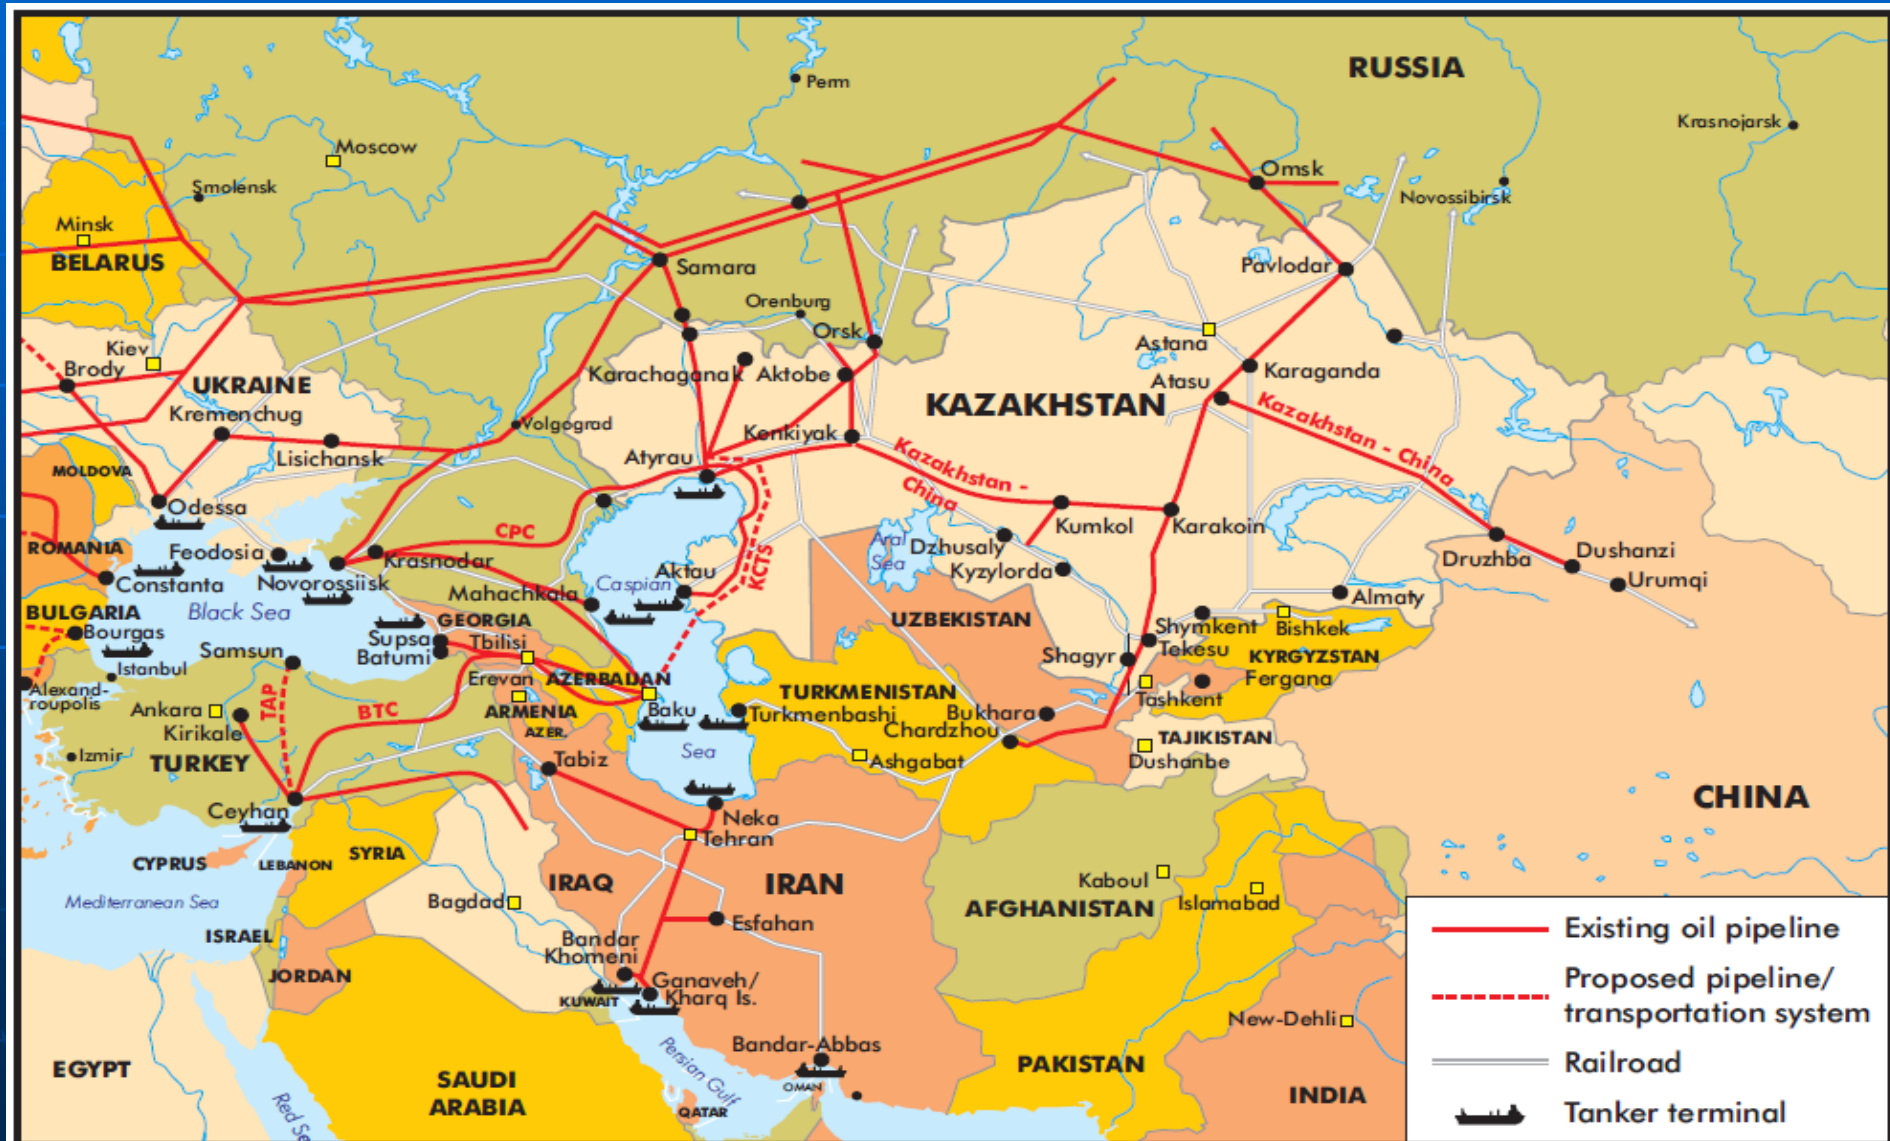 RUSSIA
Perm
Krasnojarsk
Moscow
Omsk
Smolensk
Novossibirsk
Minsk
BELARUS
Samara
Pavlodar
Orenburg
Orsk
Astana
Kiev
Brody
UKRAINE
Karachaganak
Aktobe
Karaganda
Atasu
KAZAKHSTAN
Kazakhstan - China
Kremenchug
Volgograd
Kenkiyak
Lisichansk
Atyrau
MOLDOVA
Kazakhstan -
China
Odessa
CPC
Kumkol
Karakoin
ROMANIA
Feodosia
Krasnodar
Aral
Sea
Dzhusaly
Druzhba
Dushanzi
Constanta
Novorossiisk
Mahachkala
Caspian
Aktau
KCTS
Kyzylorda
Urumqi
BULGARIA
Black Sea
GEORGIA
UZBEKISTAN
Almaty
Bourgas
Supsa
Tbilisi
Shymkent
Bishkek
Samsun
Batumi
Tekesu
Istanbul
Shagyr
KYRGYZSTAN
Erevan
AZERBAIJAN
Fergana
Alexand-
roupolis
TAP
TURKMENISTAN
Tashkent
Ankara
BTC
ARMENIA
Baku
Turkmenbashi
Bukhara
Kirikale
AZER.
Chardzhou
Izmir
TURKEY
Sea
Tabiz
Ashgabat
TAJIKISTAN
Dushanbe
CHINA
Ceyhan
Neka
Tehran
CYPRUS
LEBANON
SYRIA
IRAQ
IRAN
Kaboul
Mediterranean Sea
Bagdad
AFGHANISTAN
Islamabad
Esfahan
ISRAEL
Bandar
Khomeni
JORDAN
Ganaveh/
Kharq Is.
KUWAIT
New-Dehli
Persian Gulf
Bandar-Abbas
EGYPT
SAUDI
ARABIA
OMAN
PAKISTAN
INDIA
QATAR
Existing oil pipeline
Proposed pipeline/
transportation system
Railroad
Tanker terminal